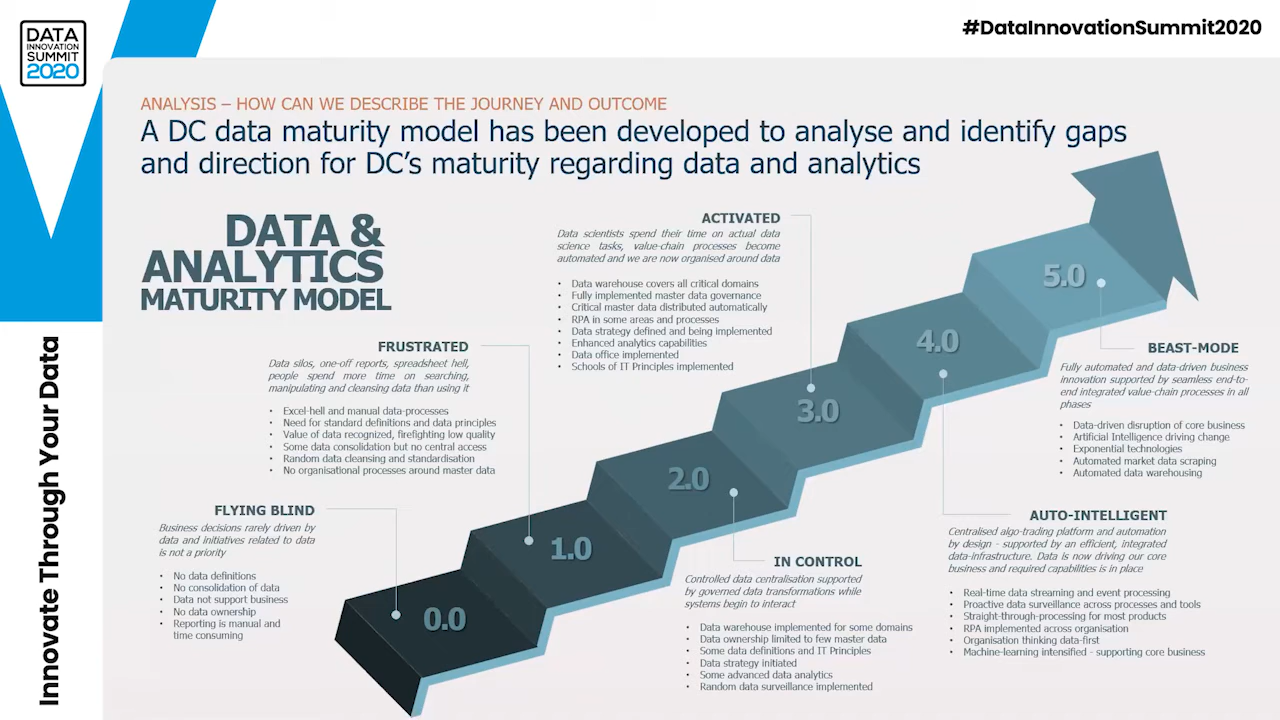 DATA
INNOVATION
SUMMIT
2020
#DataInnovationSummit2020
Innovate Through Your Data
ANALYSIS – HOW CAN WE DESCRIBE THE JOURNEY AND OUTCOME
A DC data maturity model has been developed to analyse and identify gaps
and direction for DC's maturity regarding data and analytics
DATA &
ANALYTICS
MATURITY MODEL
FLYING BLIND
Business decisions rarely driven by
data and initiatives related to data
is not a priority
• No data definitions
• No consolidation of data
• Data not support business
• No data ownership
• Reporting is manual and
time consuming
0.0
FRUSTRATED
Data silos, one-off reports, spreadsheet hell,
people spend more time on searching,
manipulating and cleansing data than using it
• Excel-hell and manual data-processes
• Need for standard definitions and data principles
• Value of data recognized, firefighting low quality
• Some data consolidation but no central access
• Random data cleansing and standardisation
• No organisational processes around master data
1.0
IN CONTROL
Controlled data centralisation supported
by governed data transformations while
systems begin to interact
• Data warehouse implemented for some domains
• Data ownership limited to few master data
• Some data definitions and IT Principles
• Data strategy initiated
• Some advanced data analytics
• Random data surveillance implemented
2.0
ACTIVATED
Data scientists spend their time on actual data
science tasks, value-chain processes become
automated and we are now organised around data
• Data warehouse covers all critical domains
• Fully implemented master data governance
• Critical master data distributed automatically
• RPA in some areas and processes
• Data strategy defined and being implemented
• Enhanced analytics capabilities
• Data office implemented
• Schools of IT Principles implemented
3.0
AUTO-INTELLIGENT
Centralised algo-trading platform and automation
by design - supported by an efficient, integrated
data-infrastructure. Data is now driving our core
business and required capabilities is in place
• Real-time data streaming and event processing
• Proactive data surveillance across processes and tools
• Straight-through-processing for most products
• RPA implemented across organisation
• Organisation thinking data-first
• Machine-learning intensified - supporting core business
4.0
BEAST-MODE
Fully automated and data-driven business
innovation supported by seamless end-to-
end integrated value-chain processes in all
phases
• Data-driven disruption of core business
• Artificial Intelligence driving change
• Exponential technologies
• Automated market data scraping
• Automated data warehousing
5.0